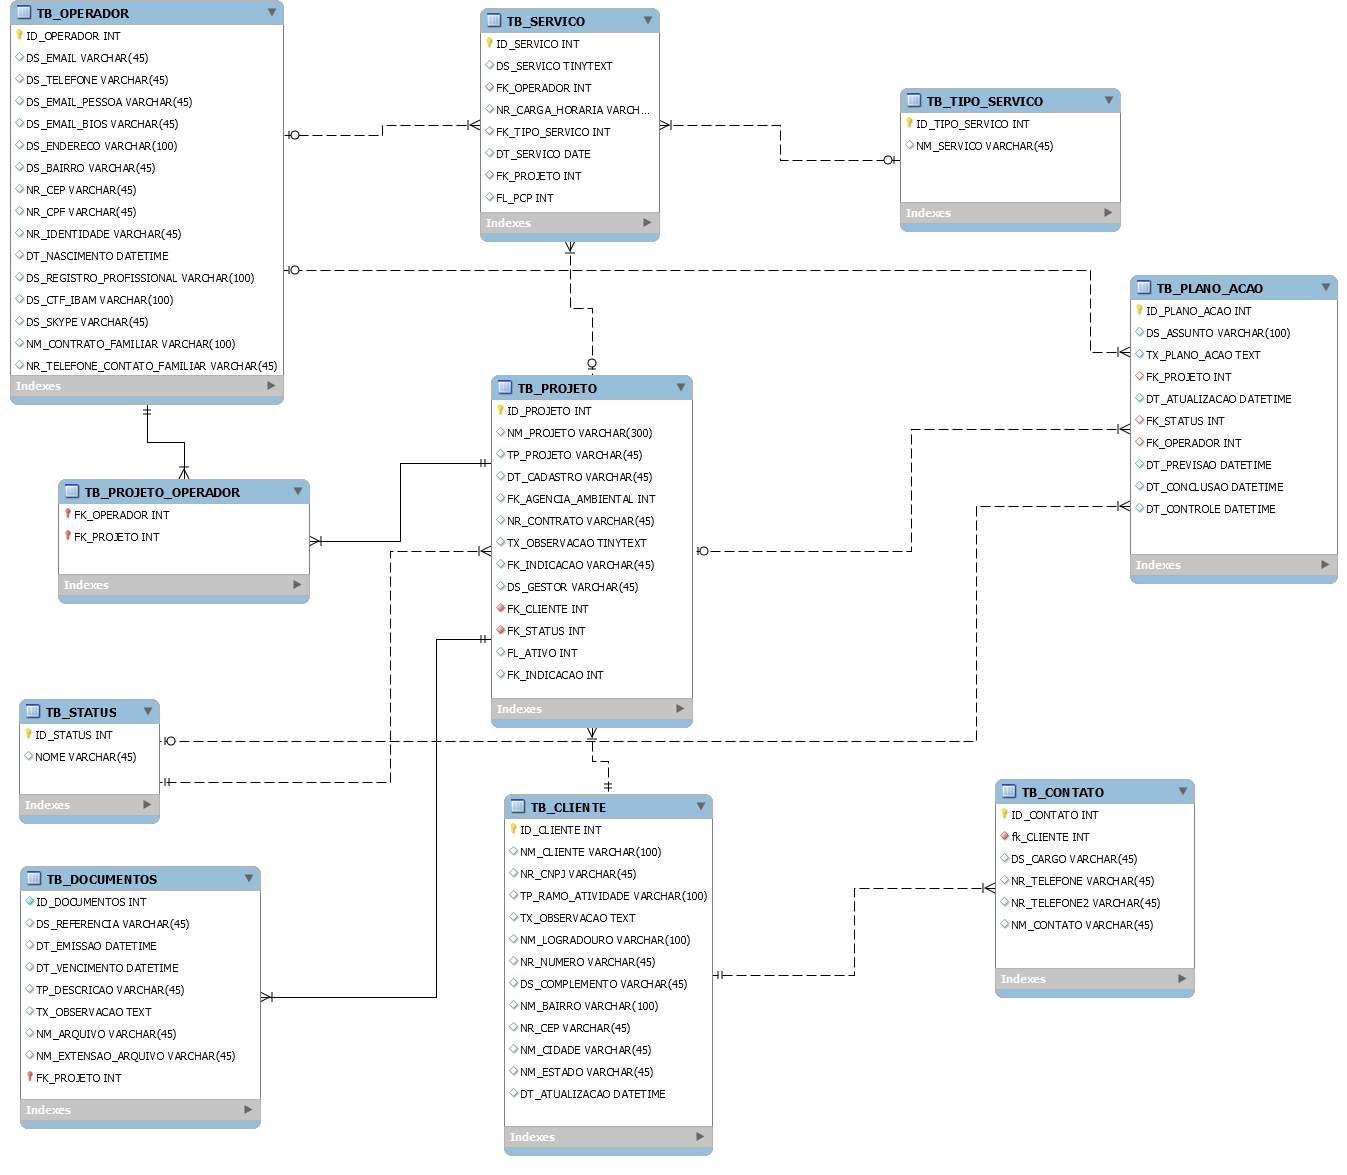 TB_OPERADOR
ID_OPERADOR INT
DS_EMAIL VARCHAR(45)
DS_TELEFONE VARCHAR(45)
DS_EMAIL_PESSOA VARCHAR(45)
DS_EMAIL_BIOS VARCHAR(45)
DS_ENDERECO VARCHAR(100)
DS_BAIRRO VARCHAR(45)
NR_CEP VARCHAR(45)
NR_CPF VARCHAR(45)
NR_IDENTIDADE VARCHAR(45)
DT_NASCIMENTO DATETIME
DS_REGISTRO_PROFISSIONAL VARCHAR(100)
DS_CTF_IBAM VARCHAR(100)
DS_SKYPE VARCHAR(45)
NM_CONTRATO_FAMILIAR VARCHAR(100)
NR_TELEFONE_CONTATO_FAMILIAR VARCHAR(45)
Indexes
TB_SERVICO
ID_SERVICO INT
DS_SERVICO TINYTEXT
FK_OPERADOR INT
NR_CARGA_HORARIA VARCH...
FK_TIPO_SERVICO INT
DT_SERVICO DATE
FK_PROJETO INT
FL_PCP INT
Indexes
TB_TIPO_SERVICO
ID_TIPO_SERVICO INT
NM_SERVICO VARCHAR(45)
Indexes
TB_PLANO_ACAO
ID_PLANO_ACAO INT
DS_ASSUNTO VARCHAR(100)
TX_PLANO_ACAO TEXT
FK_PROJETO INT
DT_ATUALIZACAO DATETIME
FK_STATUS INT
FK_OPERADOR INT
DT_PREVISAO DATETIME
DT_CONCLUSAO DATETIME
DT_CONTROLE DATETIME
Indexes
TB_PROJETO
ID_PROJETO INT
NM_PROJETO VARCHAR(300)
TP_PROJETO VARCHAR(45)
DT_CADASTRO VARCHAR(45)
FK_AGENCIA_AMBIENTAL INT
NR_CONTRATO VARCHAR(45)
TX_OBSERVACAO TINYTEXT
FK_INDICACAO VARCHAR(45)
DS_GESTOR VARCHAR(45)
FK_CLIENTE INT
FK_STATUS INT
FL_ATIVO INT
FK_INDICACAO INT
Indexes
TB_PROJETO_OPERADOR
FK_OPERADOR INT
FK_PROJETO INT
Indexes
TB_STATUS
ID_STATUS INT
NOME VARCHAR(45)
Indexes
TB_DOCUMENTOS
ID_DOCUMENTOS INT
DS_REFERENCIA VARCHAR(45)
DT_EMISSAO DATETIME
DT_VENCIMENTO DATETIME
TP_DESCRICAO VARCHAR(45)
TX_OBSERVACAO TEXT
NM_ARQUIVO VARCHAR(45)
NM_EXTENSAO_ARQUIVO VARCHAR(45)
FK_PROJETO INT
Indexes
TB_CLIENTE
ID_CLIENTE INT
NM_CLIENTE VARCHAR(100)
NR_CNPJ VARCHAR(45)
TP_RAMO_ATIVIDADE VARCHAR(100)
TX_OBSERVACAO TEXT
NM_LOGRADOURO VARCHAR(100)
NR_NUMERO VARCHAR(45)
DS_COMPLEMENTO VARCHAR(45)
NM_BAIRRO VARCHAR(100)
NR_CEP VARCHAR(45)
NM_CIDADE VARCHAR(45)
NM_ESTADO VARCHAR(45)
DT_ATUALIZACAO DATETIME
Indexes
TB_CONTATO
ID_CONTATO INT
fk_CLIENTE INT
DS_CARGO VARCHAR(45)
NR_TELEFONE VARCHAR(45)
NR_TELEFONE2 VARCHAR(45)
NM_CONTATO VARCHAR(45)
Indexes